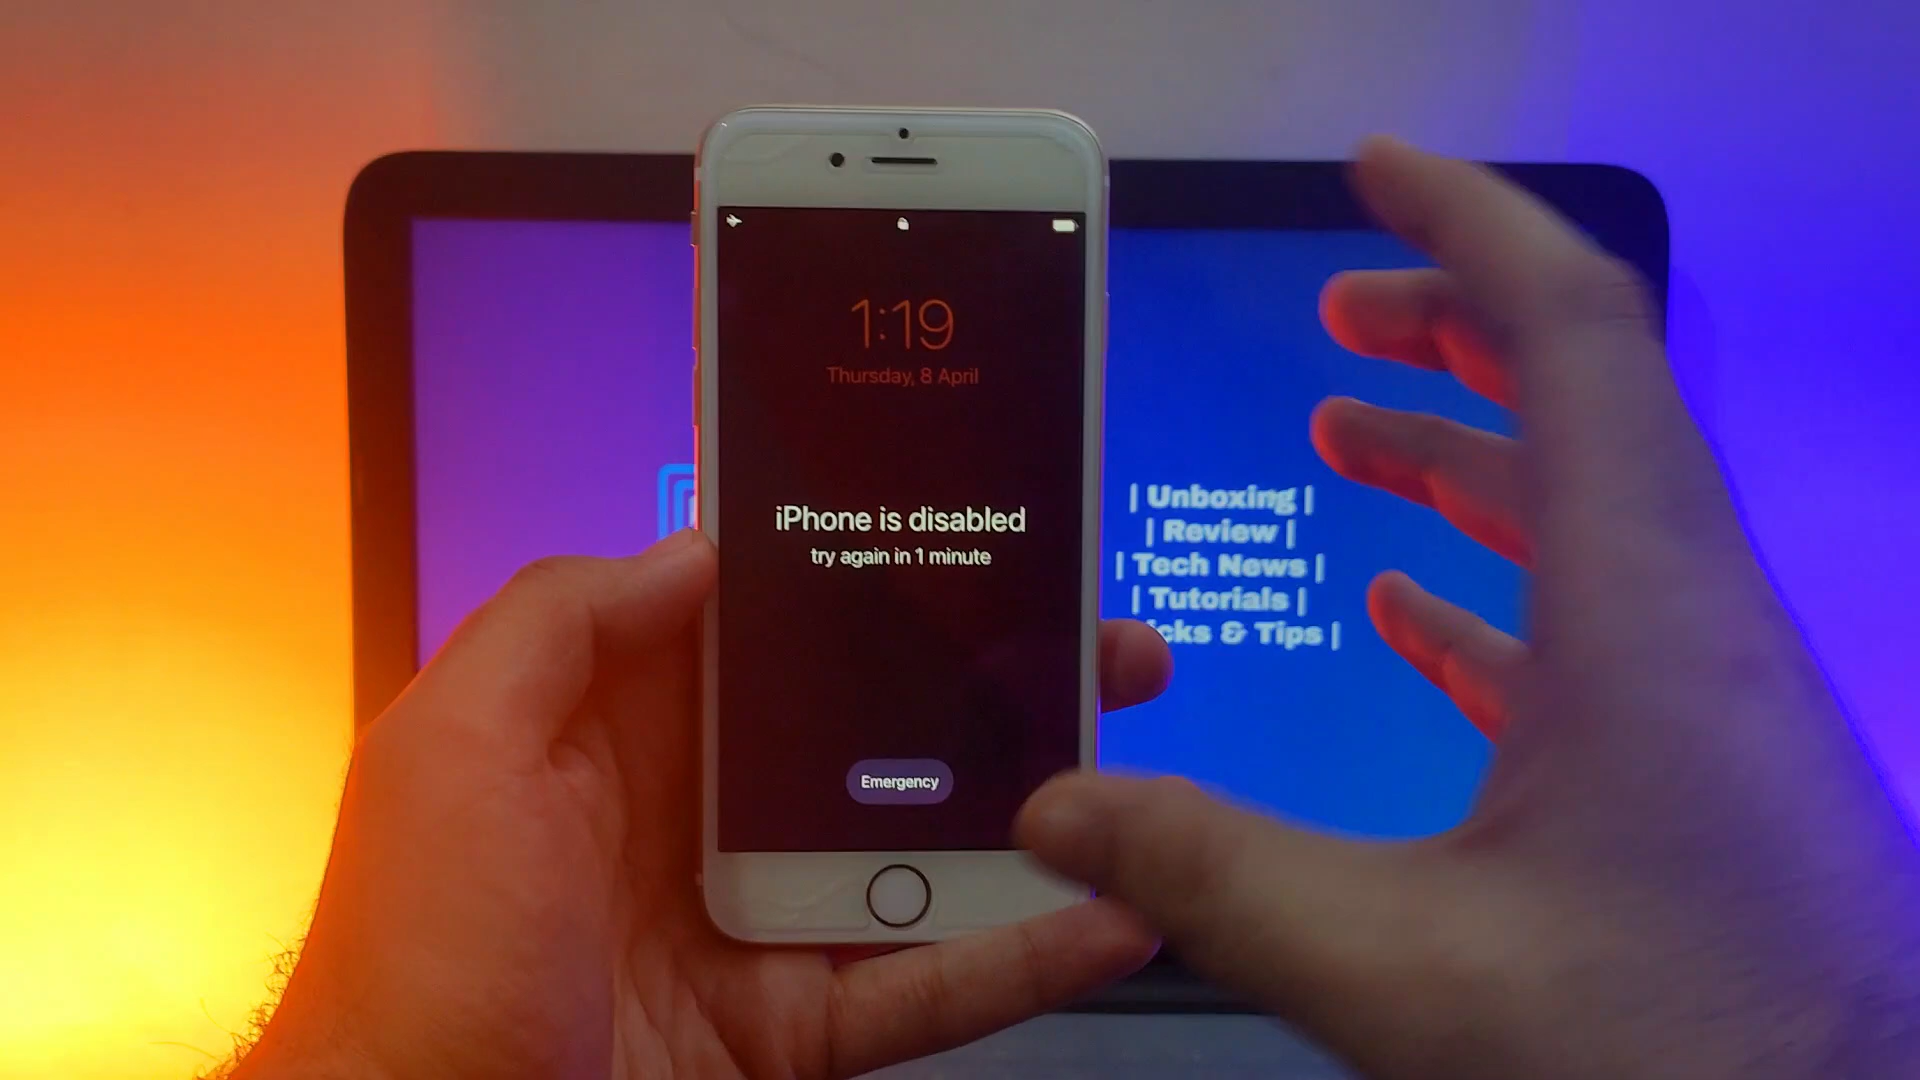 1:19
Thursday, 8 April
iPhone is disabled
try again in 1 minute
Emergency
| Unboxing |
| Review |
| Tech News |
| Tutorials |
& Tips |